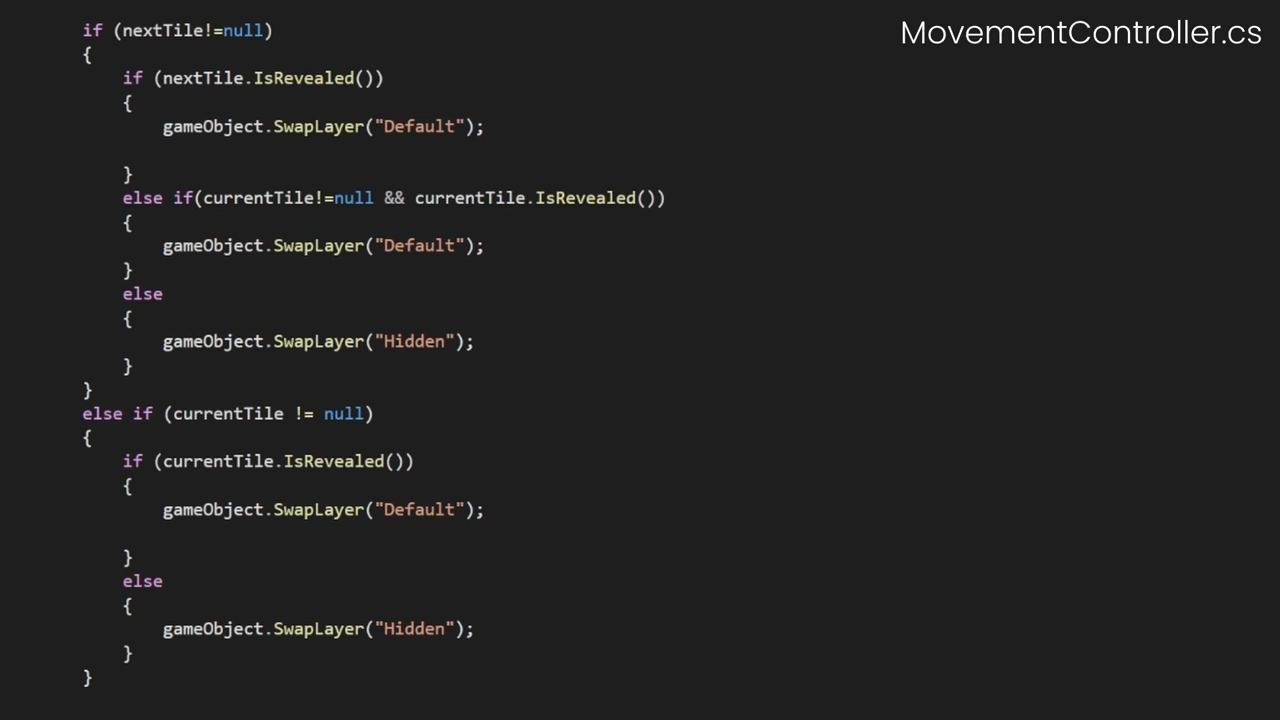 MovementController.cs
if (nextTile!=null)
{
if (nextTile.IsRevealed())
{
gameObject.SwapLayer("Default");
}
else if(currentTile!=null && currentTile.IsRevealed())
{
gameObject.SwapLayer("Default");
}
else
{
gameObject.SwapLayer("Hidden");
}
}
else if (currentTile != null)
{
if (currentTile.IsRevealed())
{
gameObject.SwapLayer("Default");
}
else
{
gameObject.SwapLayer("Hidden");
}
}